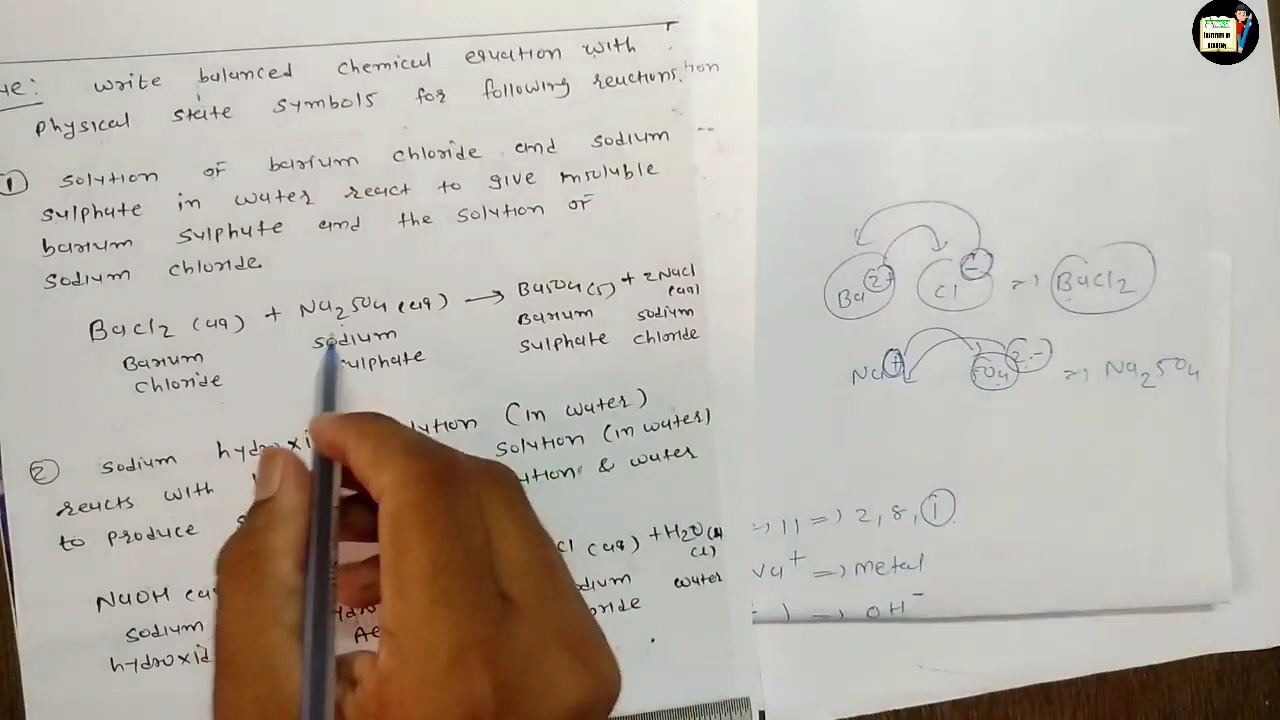 write balanced chemical equation with
physical state symbols for following reactions.
① solution of barium chloride and sodium
sulphate in water react to give insoluble
barium sulphate and the solution of
sodium chloride
BaCl2 (aq) + Na2SO4 (aq) → BaSO4(s) + 2NaCl
(aq)
Barium sodium Barium sodium
chloride sulphate sulphate chloride
② sodium hydroxi solution (in water)
reacts with solution (in water)
to produce & water
NaOH (aq) + H2O
(l)
sodium water
Ba2+ Cl- => BaCl2
Na+ SO4 2- => Na2SO4
=> 11 => 2, 8, ①
=> metal
OH-